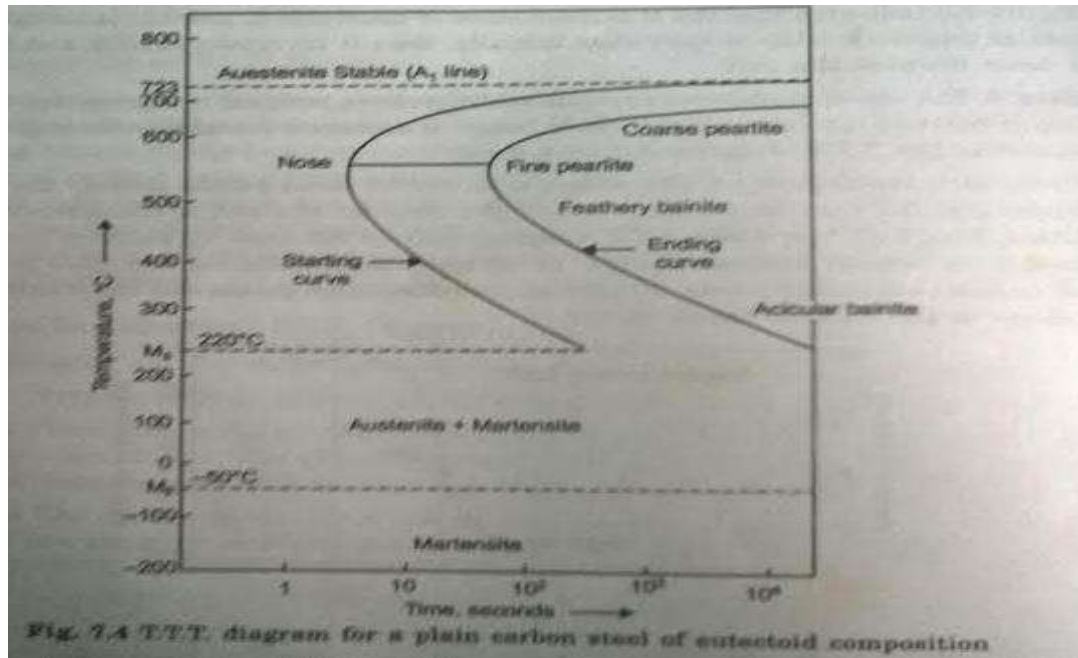 800
Auestenite Stable (A₁ line)
723
700
Coarse pearlite
600
Nose
Fine pearlite
500
Feathery bainite
Ending
curve
400
Starting
curve
Temperature, °C
300
Acicular bainite
220°C
Mₛ
200
100
Austenite + Martensite
0
-50°C
-100
Martensite
-200
1 10 10² 10³ 10⁴
Time, seconds
Fig. 7.4 T.T.T. diagram for a plain carbon steel of eutectoid composition